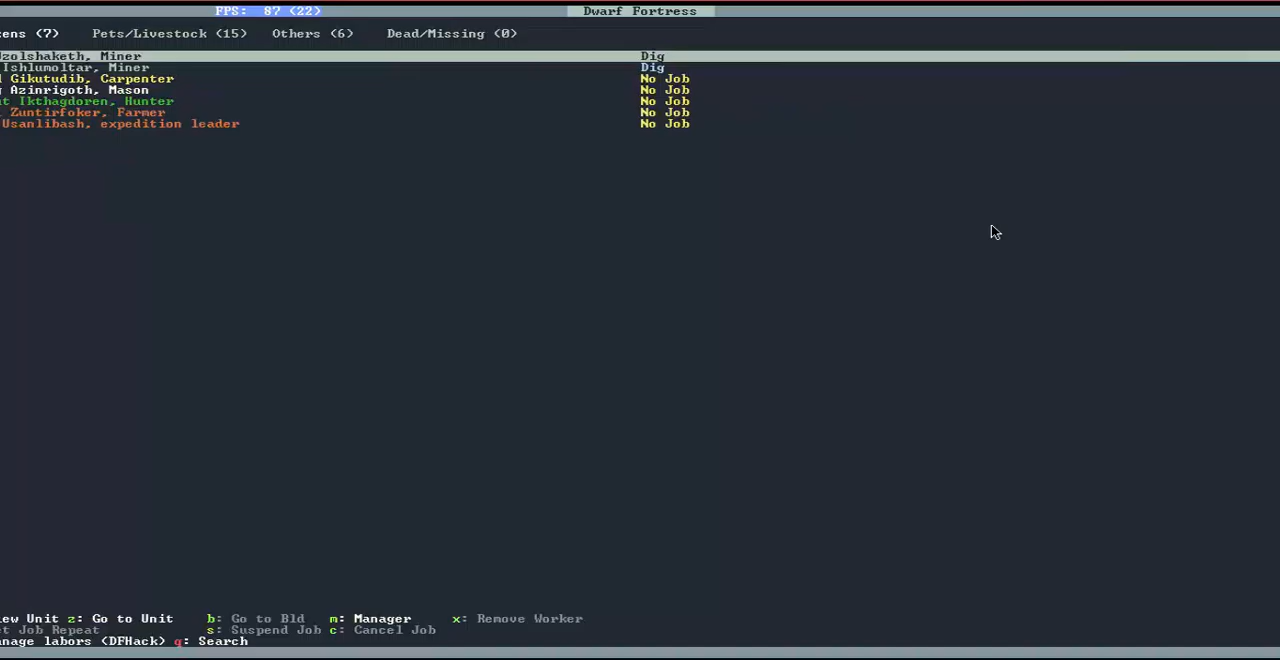 FPS: 87 (22) Dwarf Fortress
zens (7) Pets/Livestock (15) Others (6) Dead/Missing (0)
zolshaketh, Miner Dig
Ishlumoltar, Miner Dig
Gikutudib, Carpenter No Job
Azinrigoth, Mason No Job
Ikthagdoren, Hunter No Job
Zuntirfoker, Farmer No Job
Usanlibash, expedition leader No Job
ew Unit z: Go to Unit b: Go to Bld m: Manager x: Remove Worker
t Job Repeat s: Suspend Job c: Cancel Job
nage labors (DFHack) q: Search